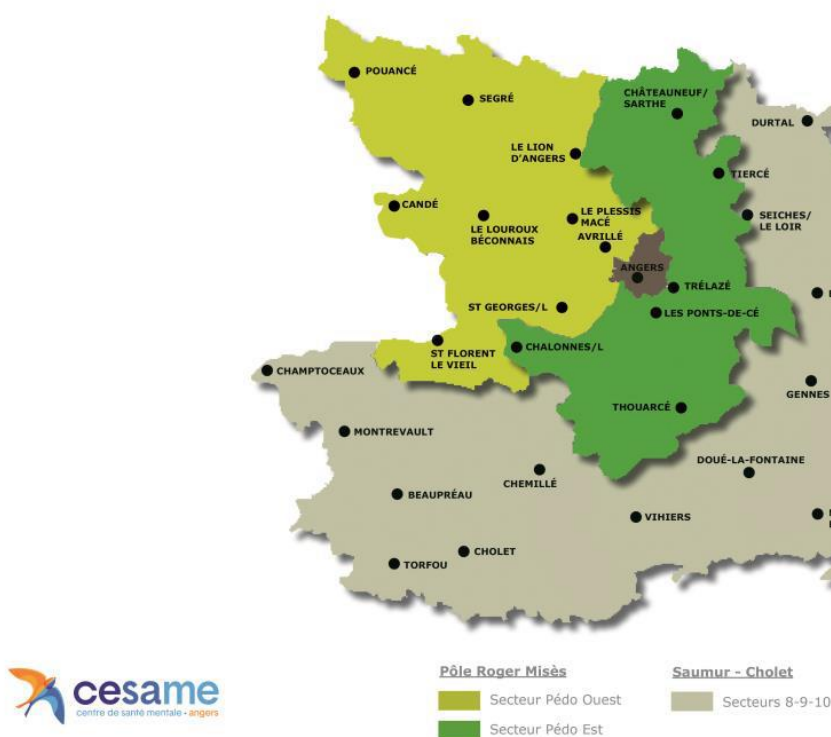 POUANCÉ
SEGRÉ
CHÂTEAUNEUF/
SARTHE
DURTAL
LE LION
D'ANGERS
TIERCÉ
CANDÉ
LE LOUROUX
BÉCONNAIS
LE PLESSIS
MACÉ
AVRILLÉ
SEICHES/
LE LOIR
ANGERS
TRÉLAZÉ
ST GEORGES/L
LES PONTS-DE-CÉ
ST FLORENT
LE VIEIL
CHALONNES/L
CHAMPTOCEAUX
GENNES
THOUARCÉ
MONTREVAULT
DOUÉ-LA-FONTAINE
CHEMILLÉ
BEAUPRÉAU
VIHIERS
CHOLET
TORFOU
cesame
centre de santé mentale - angers
Pôle Roger Misès
Secteur Pédo Ouest
Secteur Pédo Est
Saumur - Cholet
Secteurs 8-9-10